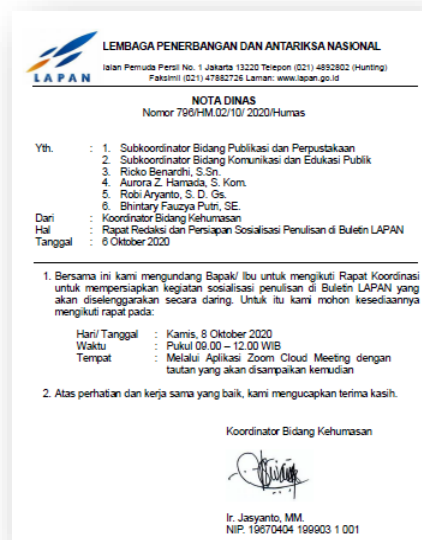 LAPAN
LEMBAGA PENERBANGAN DAN ANTARIKSA NASIONAL
Jalan Pemuda Persil No. 1 Jakarta 13220 Telepon (021) 4892802 (Hunting)
Faksimil (021) 47882726 Laman: www.lapan.go.id
NOTA DINAS
Nomor 796/HM.02/10/ 2020/Humas
Yth. : 1. Subkoordinator Bidang Publikasi dan Perpustakaan
2. Subkoordinator Bidang Komunikasi dan Edukasi Publik
3. Ricko Benardhi, S.Sn.
4. Aurora Z. Hamada, S. Kom.
5. Robi Aryanto, S. D. Gs.
6. Bhintary Fauzya Putri, SE.
Dari : Koordinator Bidang Kehumasan
Hal : Rapat Redaksi dan Persiapan Sosialisasi Penulisan di Buletin LAPAN
Tanggal : 6 Oktober 2020
1. Bersama ini kami mengundang Bapak/ Ibu untuk mengikuti Rapat Koordinasi
untuk mempersiapkan kegiatan sosialisasi penulisan di Buletin LAPAN yang
akan diselenggarakan secara daring. Untuk itu kami mohon kesediaannya
mengikuti rapat pada:
Hari/ Tanggal : Kamis, 8 Oktober 2020
Waktu : Pukul 09.00 – 12.00 WIB
Tempat : Melalui Aplikasi Zoom Cloud Meeting dengan
tautan yang akan disampaikan kemudian
2. Atas perhatian dan kerja sama yang baik, kami mengucapkan terima kasih.
Koordinator Bidang Kehumasan
Ir. Jasyanto, MM.
NIP. 19670404 199903 1 001